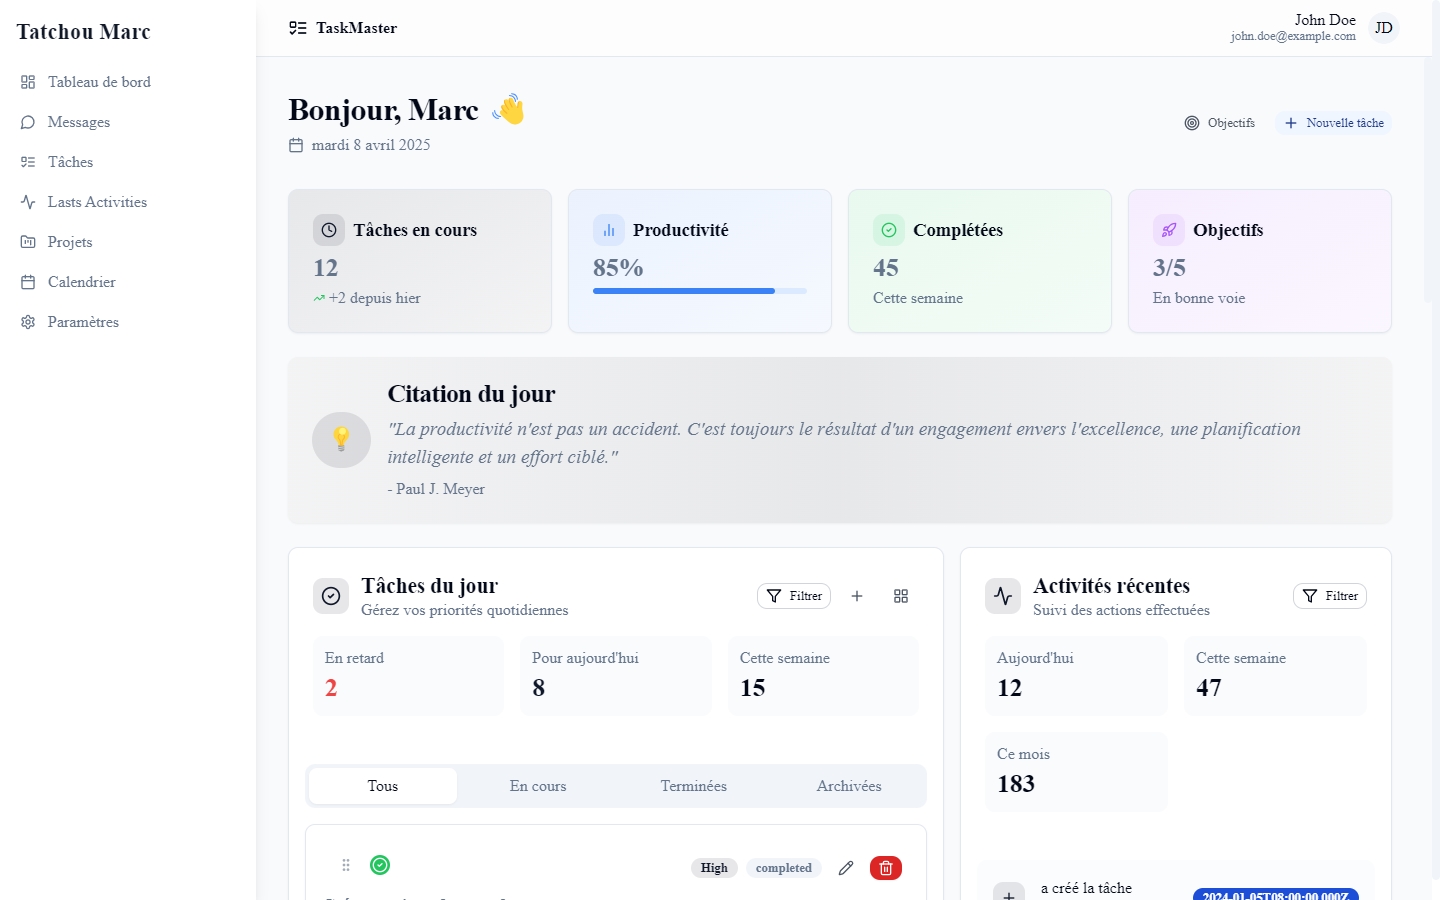 Tatchou Marc
Tableau de bord
Messages
Tâches
Lasts Activities
Projets
Calendrier
Paramètres
TaskMaster
John Doe
john.doe@example.com
JD
Bonjour, Marc 👋
mardi 8 avril 2025
Objectifs
Nouvelle tâche
Tâches en cours
12
+2 depuis hier
Productivité
85%
Complétées
45
Cette semaine
Objectifs
3/5
En bonne voie
Citation du jour
"La productivité n'est pas un accident. C'est toujours le résultat d'un engagement envers l'excellence, une planification
intelligente et un effort ciblé."
- Paul J. Meyer
Tâches du jour
Gérez vos priorités quotidiennes
Filtrer
En retard
2
Pour aujourd'hui
8
Cette semaine
15
Tous
En cours
Terminées
Archivées
High
completed
Activités récentes
Suivi des actions effectuées
Filtrer
Aujourd'hui
12
Cette semaine
47
Ce mois
183
a créé la tâche
2024-01-05T08:00:00.000Z